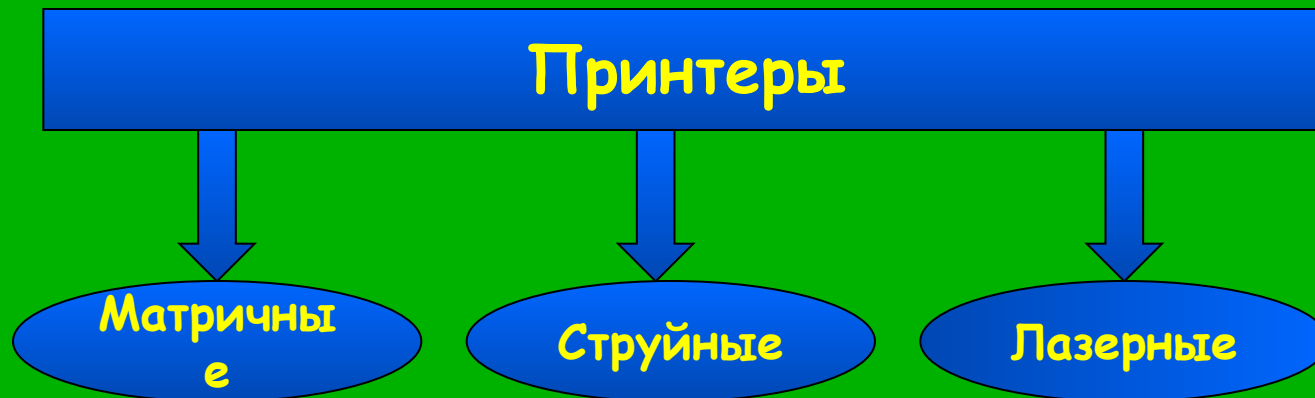 Принтеры
Матричны
е
Струйные
Лазерные